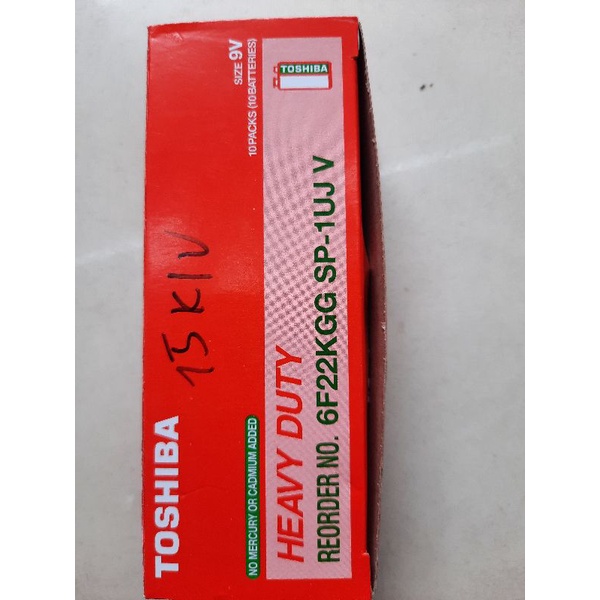 TOSHIBA
SIZE 9V
10 PACKS (10 BATTERIES)
NO MERCURY OR CADMIUM ADDED
TOSHIBA
HEAVY DUTY
REORDER NO. 6F22KGG SP-1UJ V